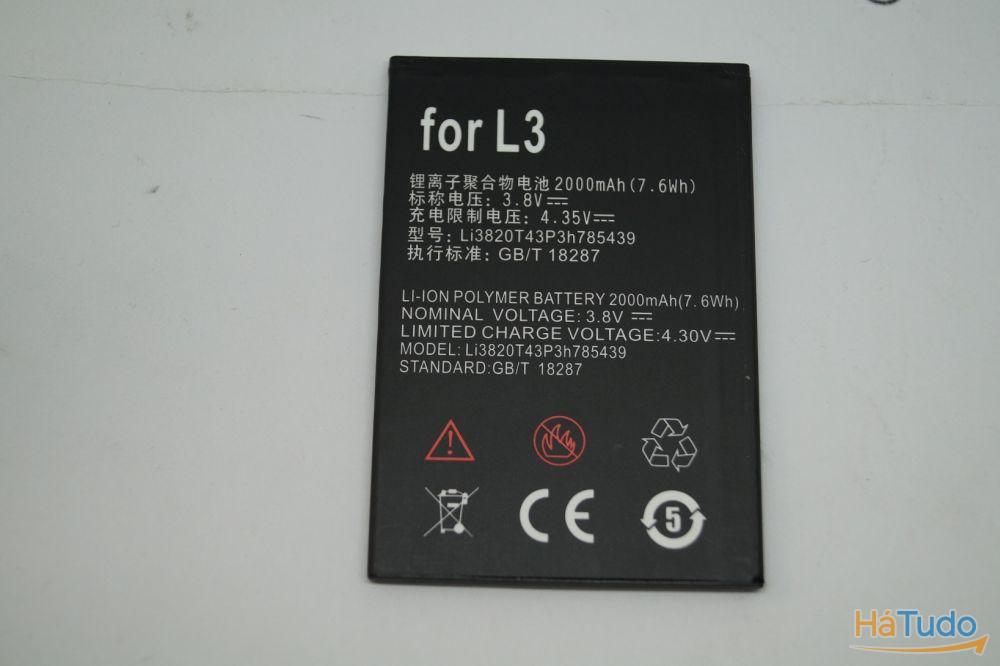 for L3
锂离子聚合物电池 2000mAh(7.6Wh)
标称电压: 3.8V⎓
充电限制电压: 4.35V⎓
型号: Li3820T43P3h785439
执行标准: GB/T 18287
LI-ION POLYMER BATTERY 2000mAh(7.6Wh)
NOMINAL VOLTAGE: 3.8V ⎓
LIMITED CHARGE VOLTAGE:4.30V⎓
MODEL: Li3820T43P3h785439
STANDARD:GB/T 18287
CE
5
HáTudo